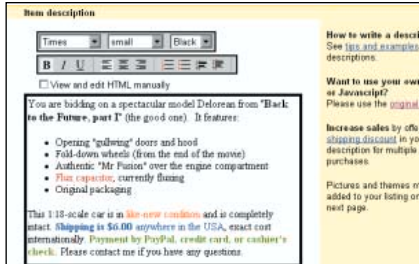 Item description
Times small Black
B I U
View and edit HTML manually
You are bidding on a spectacular model Delorean from "Back
to the Future, part I" (the good one). It features:
Opening "gullwing" doors and hood
Fold-down wheels (from the end of the movie)
Authentic "Mr Fusion" over the engine compartment
Flux capacitor, currently fluxing
Original packaging
This 1:18-scale car is in like-new condition and is completely
intact. Shipping is $6.00 anywhere in the USA, exact cost
internationally. Payment by PayPal, credit card, or cashier's
check. Please contact me if you have any questions.
How to write a descri
See tips and examples
descriptions.
Want to use your own
or Javascript?
Please use the original
Increase sales by offe
shipping discount in yo
description for multiple
purchases.
Pictures and themes m
added to your listing or
next page.